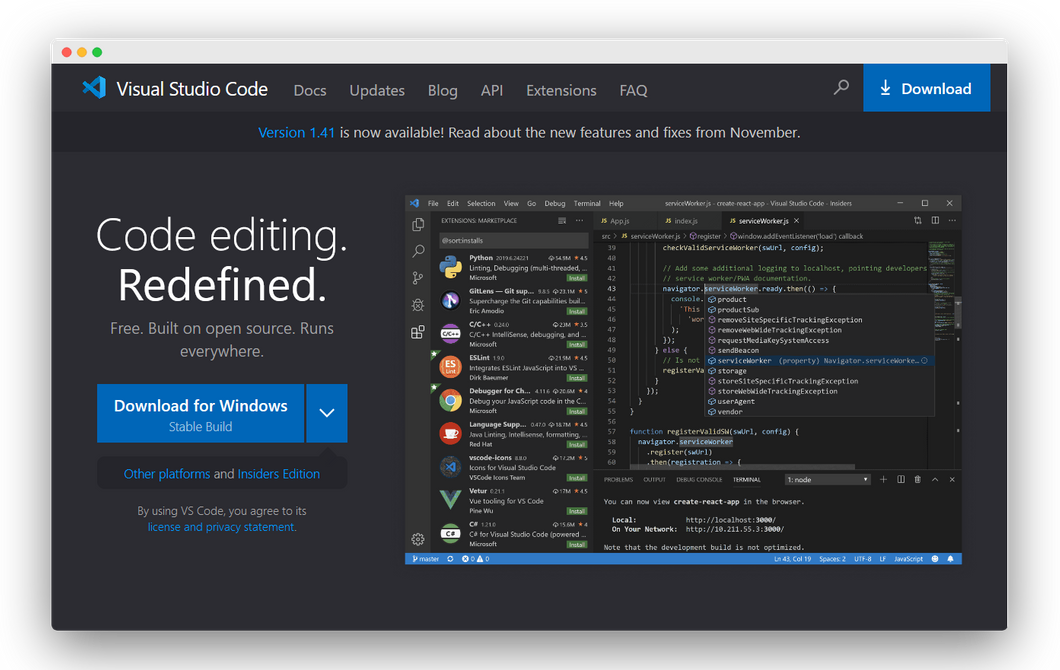 Visual Studio Code Docs Updates Blog API Extensions FAQ Download
Version 1.41 is now available! Read about the new features and fixes from November.
Code editing.
Redefined.
Free. Built on open source. Runs
everywhere.
Download for Windows
Stable Build
Other platforms and Insiders Edition
By using VS Code, you agree to its
license and privacy statement.
File Edit Selection View Go Debug Terminal Help serviceWorker.js - create-react-app - Visual Studio Code - Insiders
EXTENSIONS: MARKETPLACE
@sort:installs
Python 2019.6.24221 54.9M 4.5
Linting, Debugging (multi-threaded, ...
Microsoft Install
GitLens — Git sup... 9.8.5 23.1M 5
Supercharge the Git capabilities buil...
Eric Amodio Install
C/C++ 0.24.0 23M 3.5
C/C++ IntelliSense, debugging, and ...
Microsoft Install
ESLint 1.9.0 21.9M 4.5
Integrates ESLint JavaScript into VS ...
Dirk Baeumer Install
Debugger for Ch... 4.11.6 20.6M 4
Debug your JavaScript code in the C...
Microsoft Install
Language Supp... 0.47.0 18.7M 4.5
Java Linting, Intellisense, formatting, ...
Red Hat Install
vscode-icons 8.8.0 17.2M 5
Icons for Visual Studio Code
VSCode Icons Team Install
Vetur 0.21.1 17M 4.5
Vue tooling for VS Code
Pine Wu Install
C# 1.21.0 15.6M 4
C# for Visual Studio Code (powered ...
Microsoft Install
JS App.js JS index.js JS serviceWorker.js
src > JS serviceWorker.js > register > window.addEventListener('load') callback
39 checkValidServiceWorker(swUrl, config);
40
41 // Add some additional logging to localhost, pointing developers
42 // service worker/PWA documentation.
43 navigator.serviceWorker.ready.then(() => {
44 console.
45 'This
46 'wor
47 );
48 });
49 } else {
50 // Is not
51 registerVa
52 }
53 });
54 }
55 }
56
57 function registerValidSW(swUrl, config) {
58 navigator.serviceWorker
59 .register(swUrl)
60 .then(registration => {
product
productSub
removeSiteSpecificTrackingException
removeWebWideTrackingException
requestMediaKeySystemAccess
sendBeacon
serviceWorker (property) Navigator.serviceWorke...
storage
storeSiteSpecificTrackingException
storeWebWideTrackingException
userAgent
vendor
PROBLEMS OUTPUT DEBUG CONSOLE TERMINAL 1: node
You can now view create-react-app in the browser.
Local: http://localhost:3000/
On Your Network: http://10.211.55.3:3000/
Note that the development build is not optimized.
master 0 0 Ln 43, Col 19 Spaces: 2 UTF-8 LF JavaScript